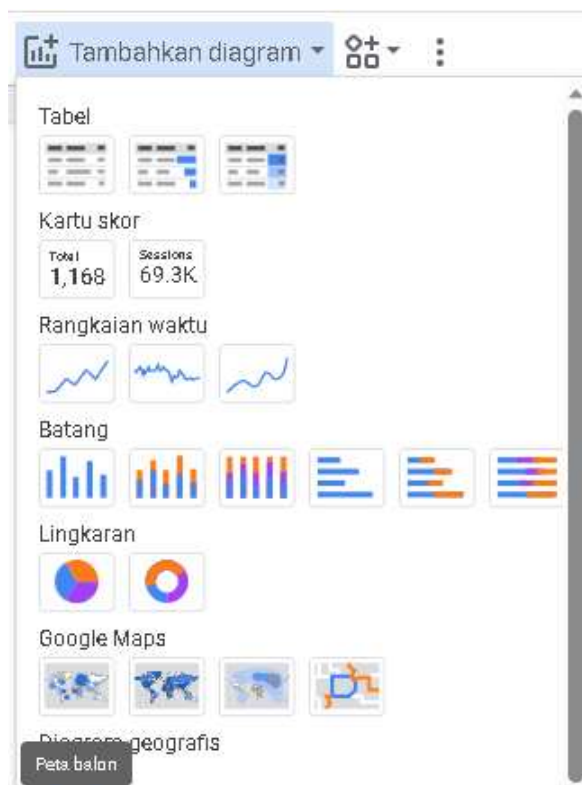 Tambahkan diagram
Tabel
Kartu skor
Total
1,168
Sessions
69.3K
Rangkaian waktu
Batang
Lingkaran
Google Maps
Diagram geografis
Peta balon